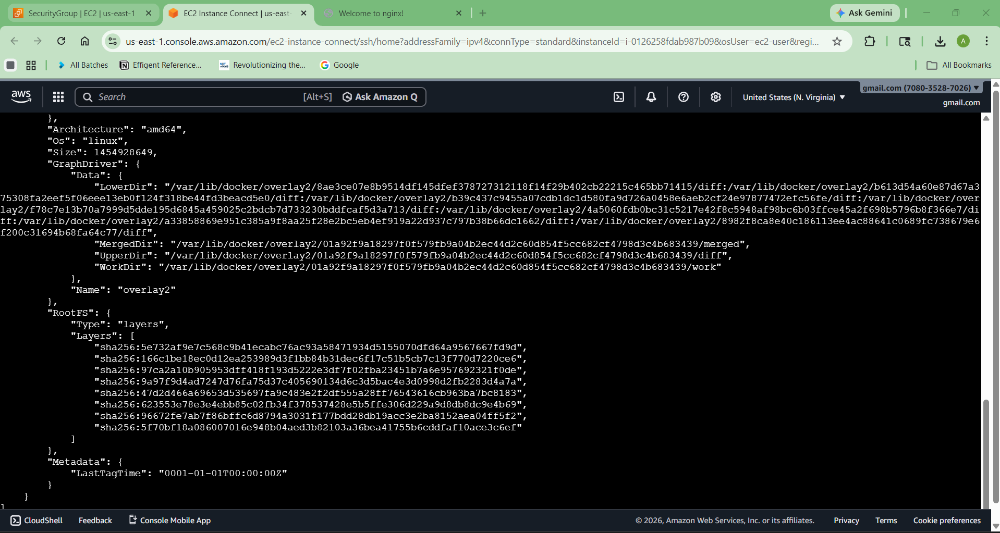 SecurityGroup | EC2 | us-east-1
EC2 Instance Connect | us-east-
Welcome to nginx!
Ask Gemini
us-east-1.console.aws.amazon.com/ec2-instance-connect/ssh/home?addressFamily=ipv4&connType=standard&instanceId=i-0126258fdab987b09&osUser=ec2-user&regi...
A
All Batches
Effigent Reference...
Revolutionizing the...
Google
All Bookmarks
aws
Search
[Alt+S]
Ask Amazon Q
United States (N. Virginia)
gmail.com (7080-3528-7026)
gmail.com
},
"Architecture": "amd64",
"Os": "linux",
"Size": 1454928649,
"GraphDriver": {
"Data": {
"LowerDir": "/var/lib/docker/overlay2/8ae3ce07e8b9514df145dfef378727312118f14f29b402cb22215c465bb71415/diff:/var/lib/docker/overlay2/b613d54a60e87d67a3
75308fa2eef5f06eee13eb0f124f318be44fd3beacd5e0/diff:/var/lib/docker/overlay2/b39c437c9455a07cdb1dc1d580fa9d726a0458e6aeb2cf24e97877472efc56fe/diff:/var/lib/docker/over
lay2/f78c7e13b70a7999d5dde195d6845a459025c2bdcb7d733230bddfcaf5d3a713/diff:/var/lib/docker/overlay2/4a5060fdb0bc31c5217e42f8c5948af98bc6b03ffce45a2f698b5796b8f366e7/di
ff:/var/lib/docker/overlay2/a33858869e951c385a9f8aa25f28e2bc5eb4ef919a22d937c797b38b66dc1662/diff:/var/lib/docker/overlay2/8982f8ca8e40c186113ee4ac88641c0689fc738679e6
f200c31694b68fa64c77/diff",
"MergedDir": "/var/lib/docker/overlay2/01a92f9a18297f0f579fb9a04b2ec44d2c60d854f5cc682cf4798d3c4b683439/merged",
"UpperDir": "/var/lib/docker/overlay2/01a92f9a18297f0f579fb9a04b2ec44d2c60d854f5cc682cf4798d3c4b683439/diff",
"WorkDir": "/var/lib/docker/overlay2/01a92f9a18297f0f579fb9a04b2ec44d2c60d854f5cc682cf4798d3c4b683439/work"
},
"Name": "overlay2"
},
"RootFS": {
"Type": "layers",
"Layers": [
"sha256:5e732af9e7c568c9b41ecabc76ac93a58471934d5155070dfd64a9567667fd9d",
"sha256:166c1be18ec0d12ea253989d3f1bb84b31dec6f17c51b5cb7c13f770d7220ce6",
"sha256:97ca2a10b905953dff418f193d5222e3df7f02fba23451b7a6e957692321f0de",
"sha256:9a97f9d4ad7247d76fa75d37c405690134d6c3d5bac4e3d0998d2fb2283d4a7a",
"sha256:47d2d466a69653d535697fa9c483e2f2df555a28ff76543616cb963ba7bc8183",
"sha256:623553e78e3e4ebb85c02fb34f378537428e5b5ffe306d229a9d8db8dc9e4b69",
"sha256:96672fe7ab7f86bffc6d8794a3031f177bdd28db19acc3e2ba8152aea04ff5f2",
"sha256:5f70bf18a086007016e948b04aed3b82103a36bea41755b6cddfaf10ace3c6ef"
]
},
"Metadata": {
"LastTagTime": "0001-01-01T00:00:00Z"
}
}
]
CloudShell
Feedback
Console Mobile App
© 2026, Amazon Web Services, Inc. or its affiliates.
Privacy
Terms
Cookie preferences